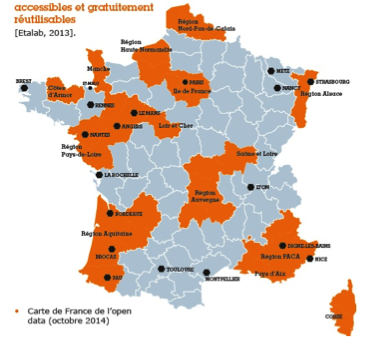 accessibles et gratuitement
réutilisables
[Etalab, 2013].
Région
Nord-Pas-de-Calais
Région
Haute Normandie
Manche
METZ
STRASBOURG
BREST
Côtes
d'Armor
PARIS
Ile de France
NANCY
Région Alsace
RENNES
LE MANS
ANGERS
Loir et Cher
NANTES
Région
Pays-du-Loire
Saône et Loire
LA ROCHELLE
LYON
Région
Auvergne
BORDEAUX
Région Aquitaine
DIGNE-LES-BAINS
BROCAS
Région PACA
NICE
TOULOUSE
Pays d'Aix
PAU
MONTPELLIER
CORSE
• Carte de France de l'open
data (octobre 2014)